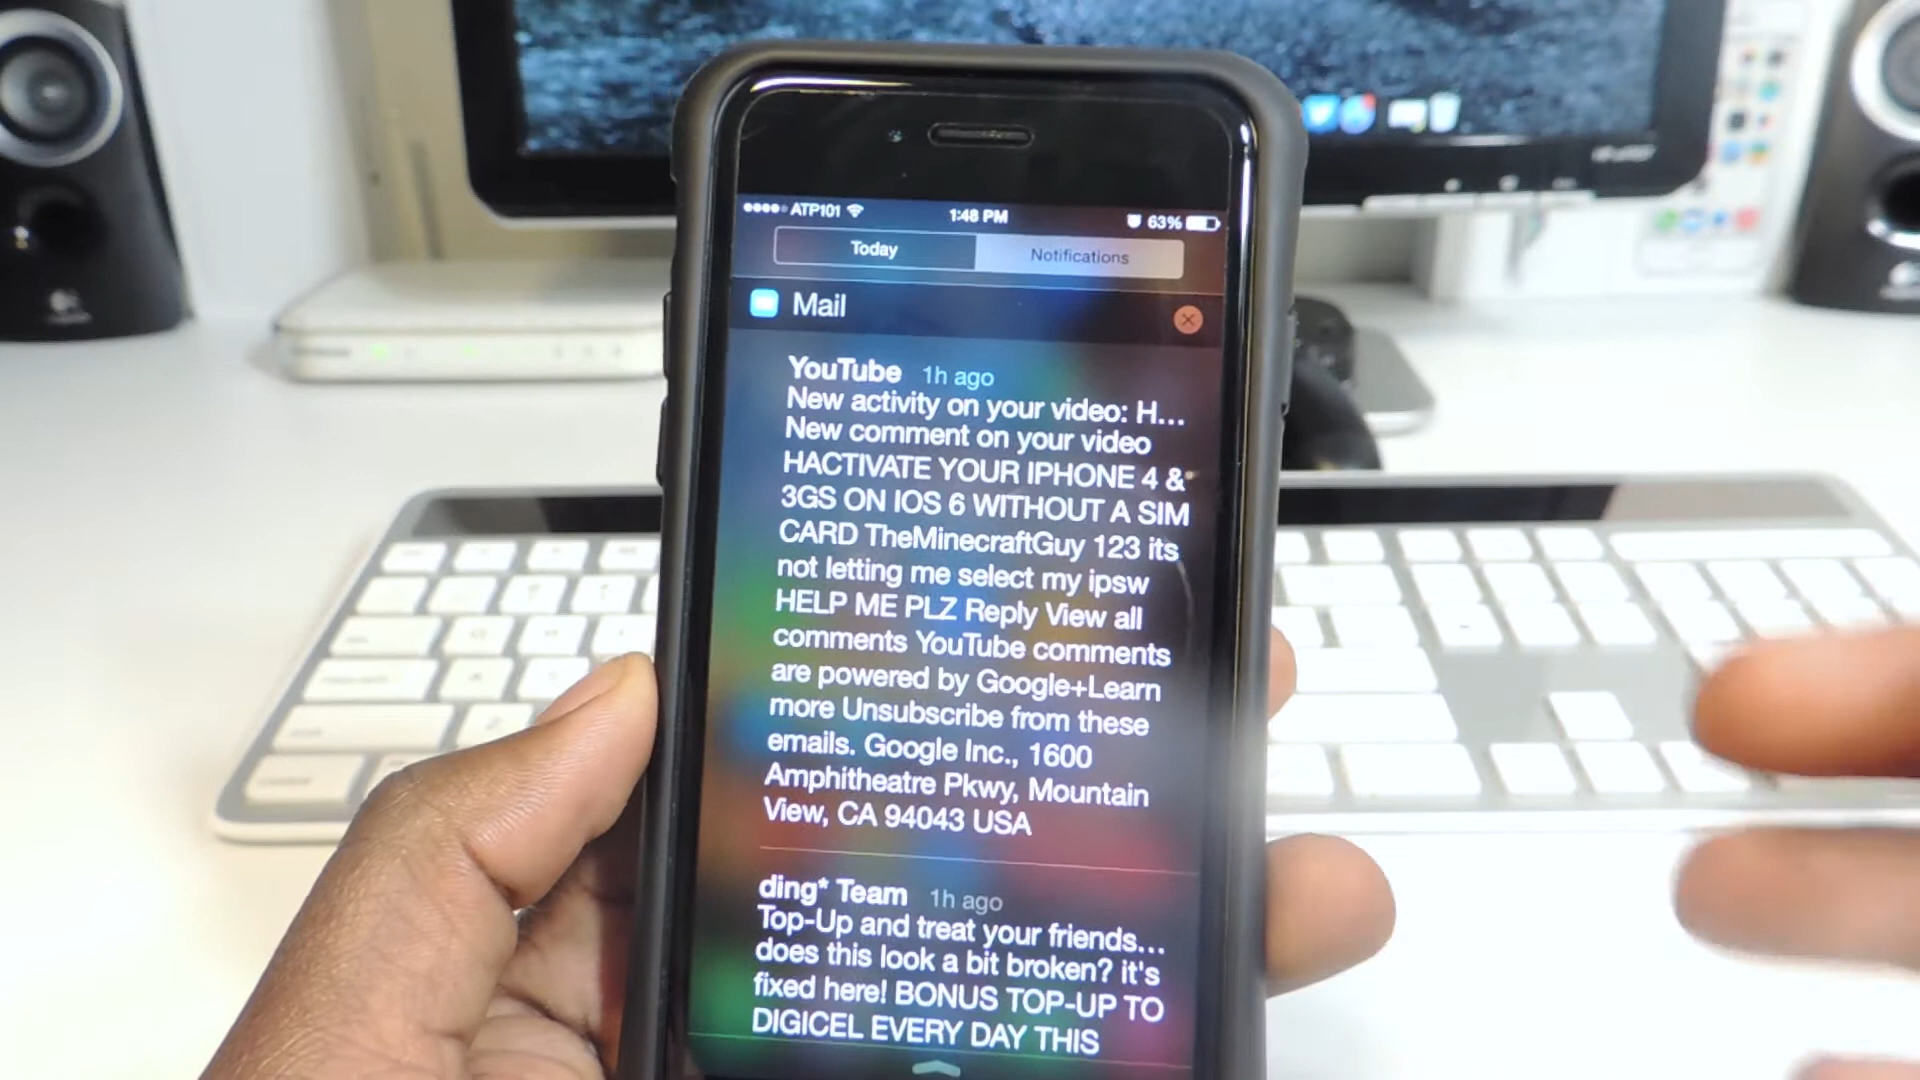 ATP101 1:48 PM 63%
Today Notifications
Mail
YouTube 1h ago
New activity on your video: H...
New comment on your video
HACTIVATE YOUR IPHONE 4 &
3GS ON IOS 6 WITHOUT A SIM
CARD TheMinecraftGuy 123 its
not letting me select my ipsw
HELP ME PLZ Reply View all
comments YouTube comments
are powered by Google+Learn
more Unsubscribe from these
emails. Google Inc., 1600
Amphitheatre Pkwy, Mountain
View, CA 94043 USA
ding* Team 1h ago
Top-Up and treat your friends...
does this look a bit broken? it's
fixed here! BONUS TOP-UP TO
DIGICEL EVERY DAY THIS